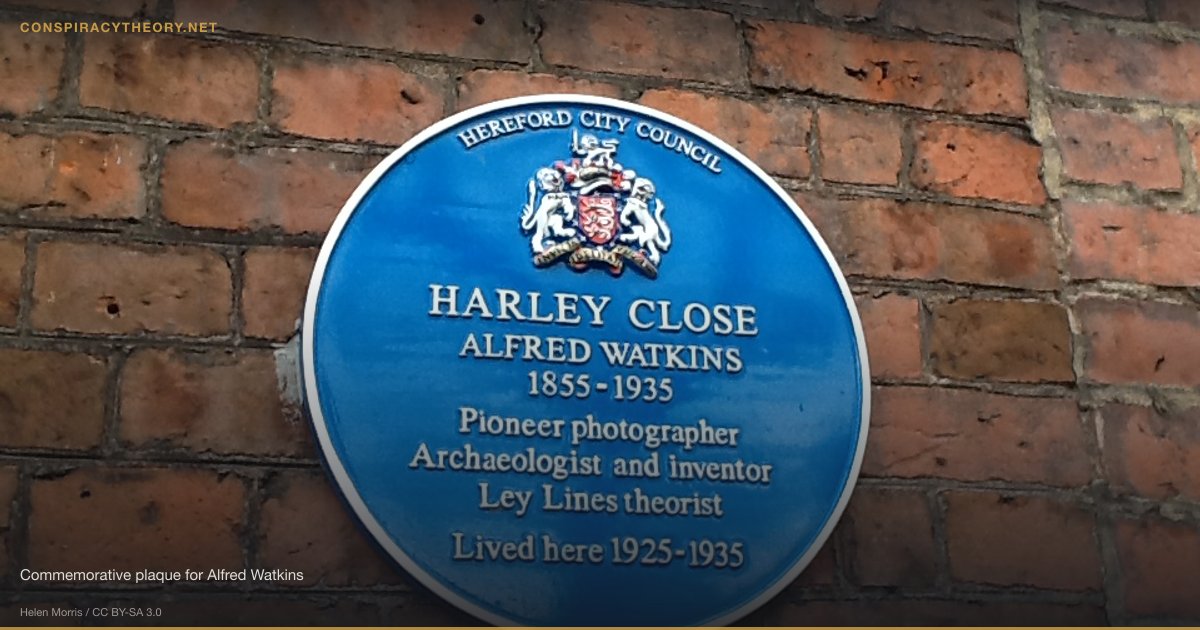 CONSPIRACYTHEORY.NET
HEREFORD CITY COUNCIL
HARLEY CLOSE
ALFRED WATKINS
1855-1935
Pioneer photographer
Archaeologist and inventor
Ley Lines theorist
Lived here 1925-1935
Commemorative plaque for Alfred Watkins
Helen Morris / CC BY-SA 3.0